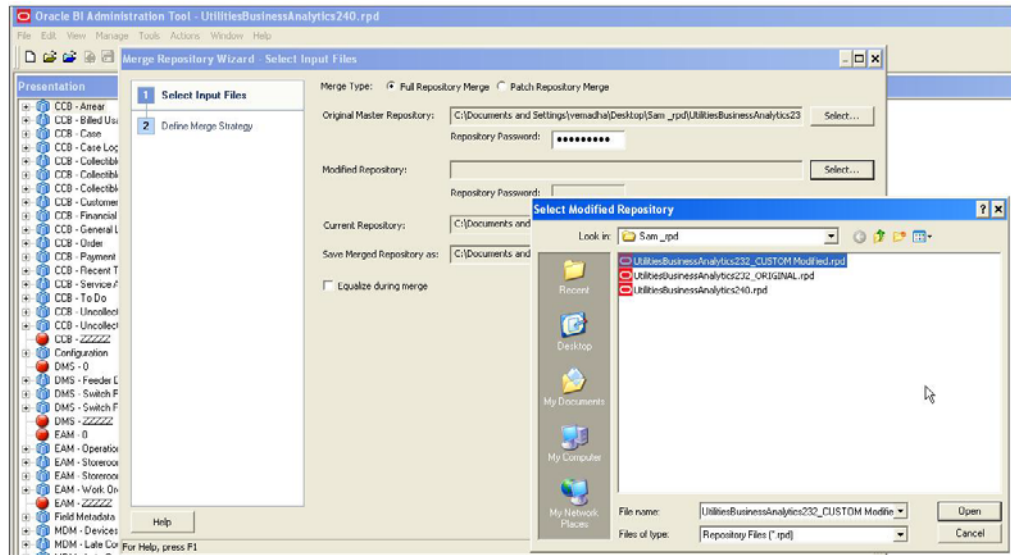 Oracle BI Administration Tool - UtilitiesBusinessAnalytics240.rpd
File Edit View Manage Tools Actions Window Help
Merge Repository Wizard - Select Input Files
Presentation
CCB - Arrear
CCB - Billed Us
CCB - Case
CCB - Case Log
CCB - Collectibl
CCB - Collectibl
CCB - Collectibl
CCB - Customer
CCB - Financial
CCB - General L
CCB - Order
CCB - Payment
CCB - Recent T
CCB - Service A
CCB - To Do
CCB - Uncollect
CCB - Uncollect
CCB - ZZZZZ
Configuration
DMS - 0
DMS - Feeder D
DMS - Switch P
DMS - Switch P
DMS - ZZZZZ
EAM - 0
EAM - Operation
EAM - Storeroom
EAM - Storeroom
EAM - Work Or
EAM - ZZZZZ
Field Metadata
MDM - Devices
MDM - Late Co
1 Select Input Files
2 Define Merge Strategy
Help
For Help, press F1
Merge Type: Full Repository Merge Patch Repository Merge
Original Master Repository: C:\Documents and Settings\vemadha\Desktop\Sam _rpd\UtilitiesBusinessAnalytics23 Select...
Repository Password:
Modified Repository: Select...
Repository Password:
Current Repository: C:\Documents and
Save Merged Repository as: C:\Documents and
Equalize during merge
Select Modified Repository
Look in: Sam _rpd
Recent
Desktop
My Documents
My Computer
My Network Places
UtilitiesBusinessAnalytics232_CUSTOM Modified.rpd
UtilitiesBusinessAnalytics232_ORIGINAL.rpd
UtilitiesBusinessAnalytics240.rpd
File name: UtilitiesBusinessAnalytics232_CUSTOM Modifie Open
Files of type: Repository Files (*.rpd) Cancel